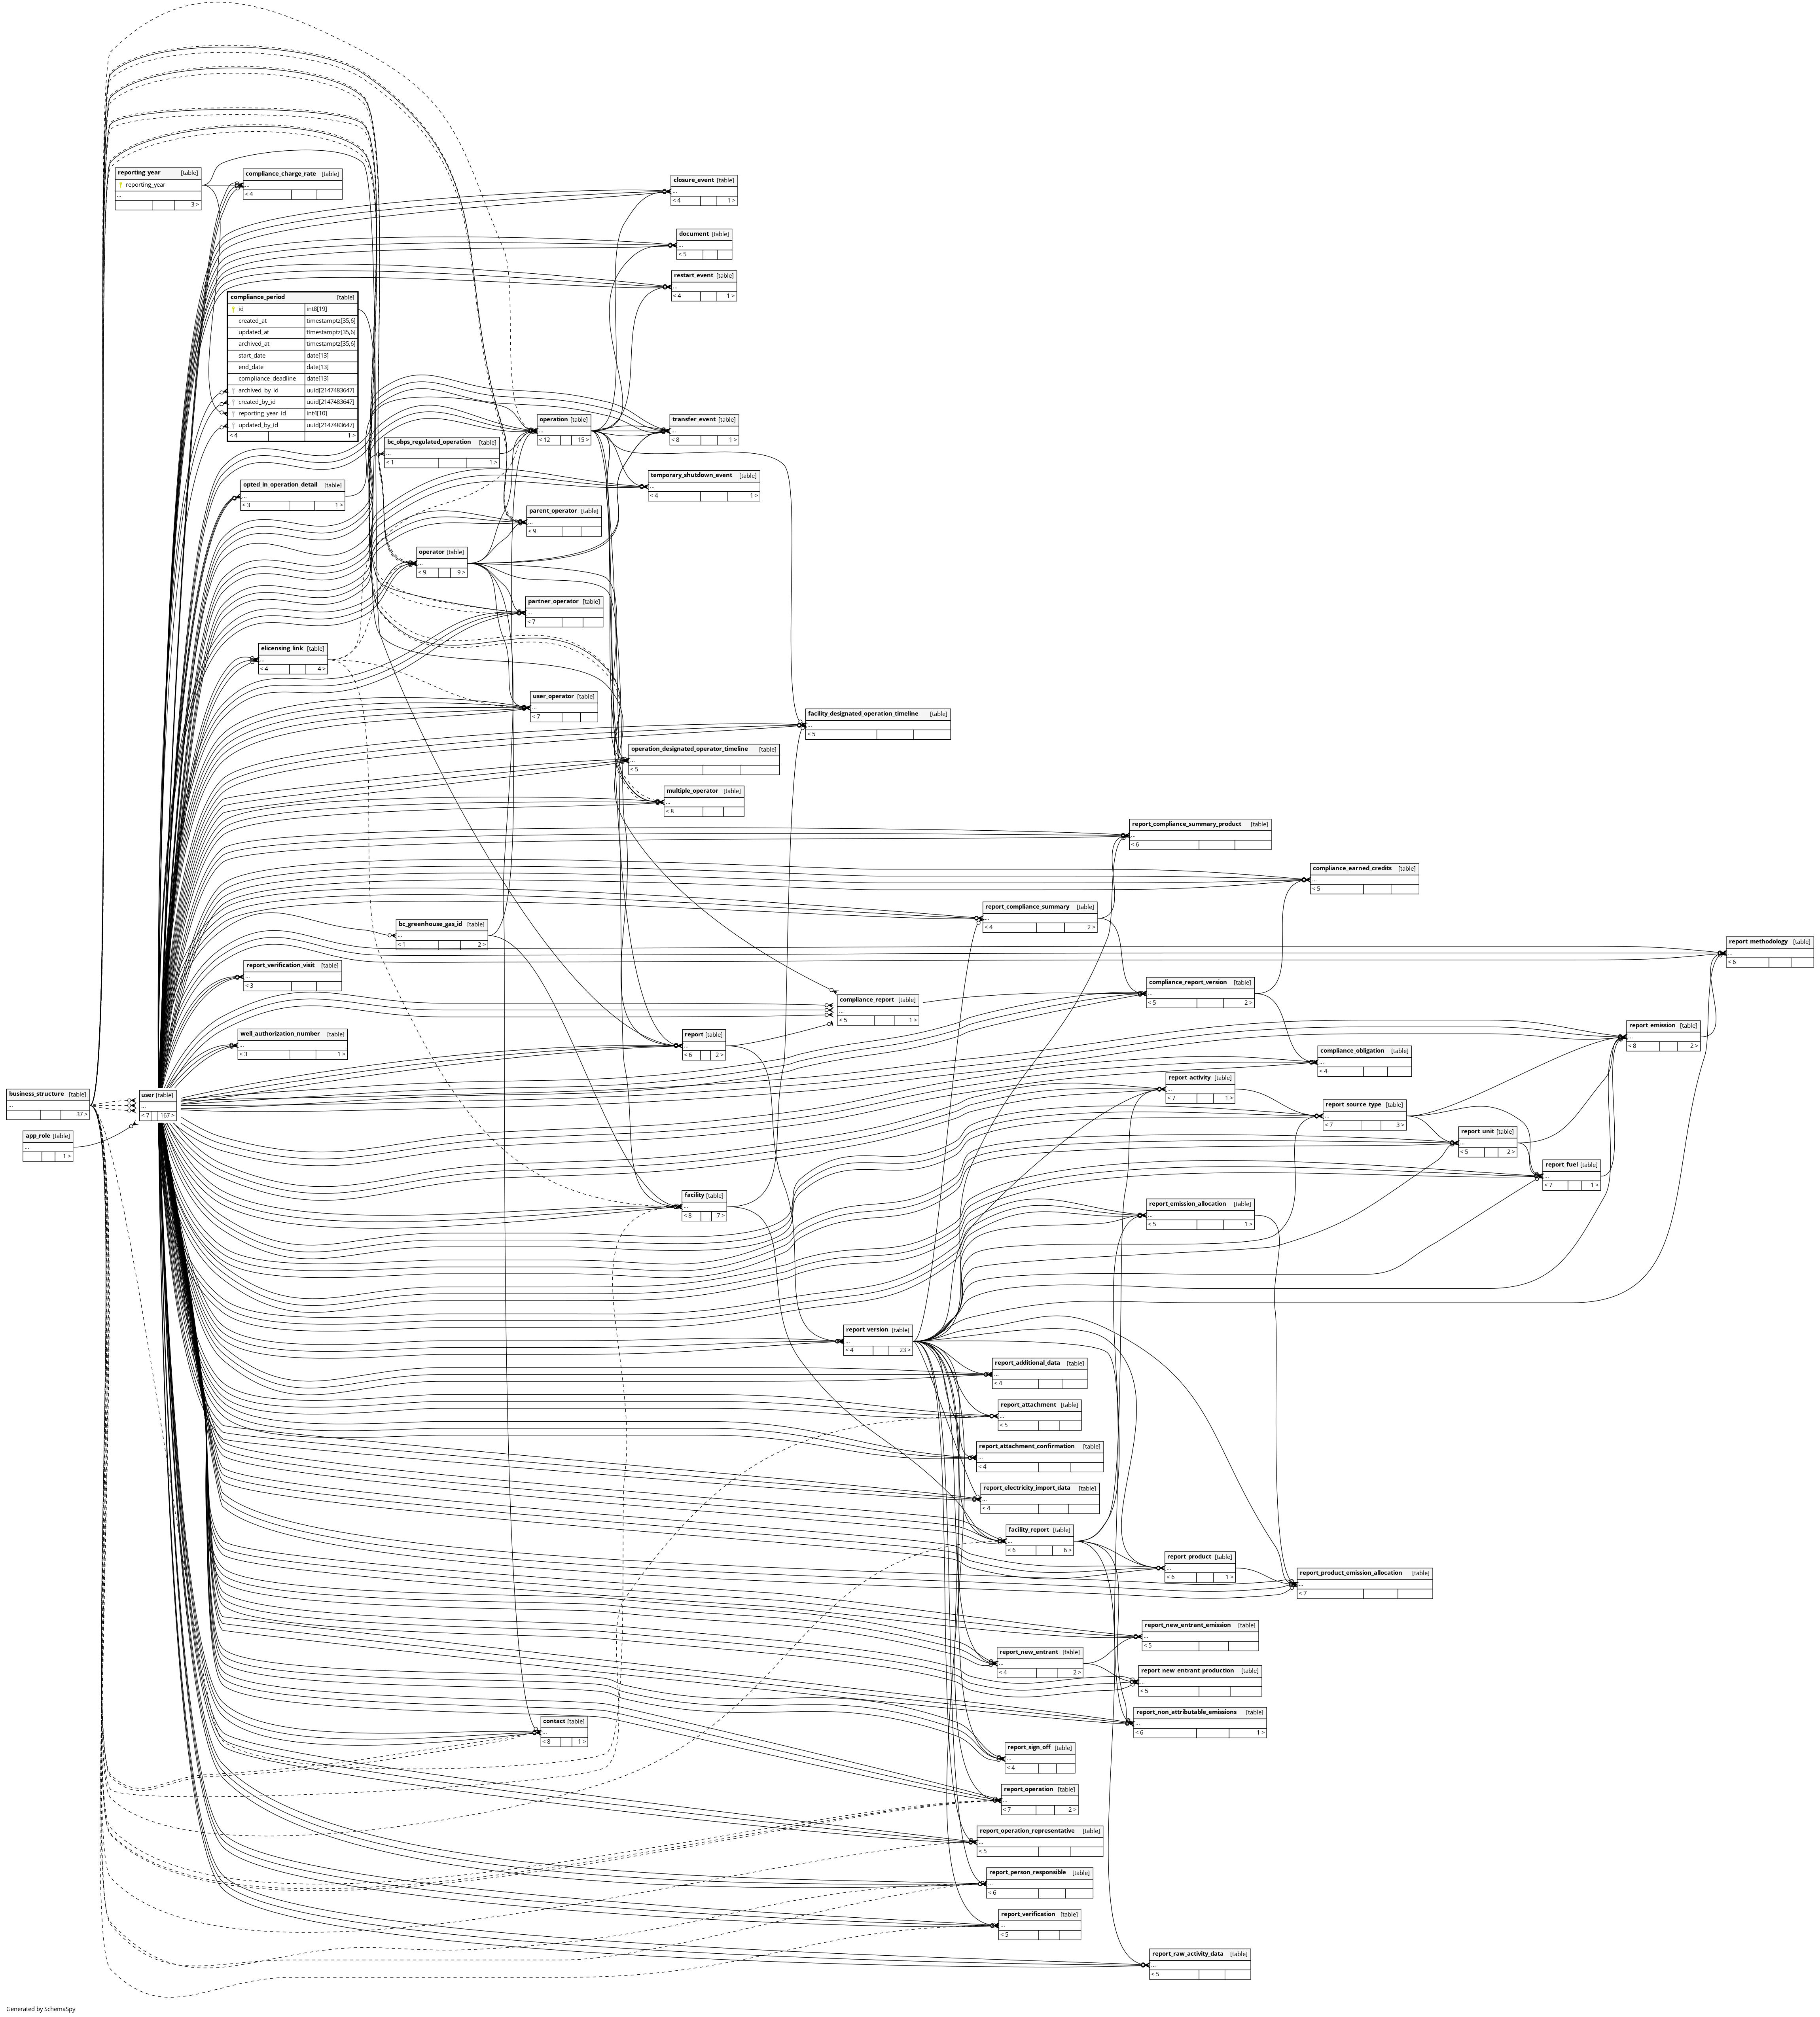 reporting_year [table]
reporting_year
...
3 >
compliance_charge_rate [table]
...
< 4
closure_event [table]
...
< 4 1 >
document [table]
...
< 5
restart_event [table]
...
< 4 1 >
compliance_period [table]
id int8[19]
created_at timestamptz[35,6]
updated_at timestamptz[35,6]
archived_at timestamptz[35,6]
start_date date[13]
end_date date[13]
compliance_deadline date[13]
archived_by_id uuid[2147483647]
created_by_id uuid[2147483647]
reporting_year_id int4[10]
updated_by_id uuid[2147483647]
< 4 1 >
operation [table]
...
< 12 15 >
transfer_event [table]
...
< 8 1 >
bc_obps_regulated_operation [table]
...
< 1 1 >
temporary_shutdown_event [table]
...
< 4 1 >
opted_in_operation_detail [table]
...
< 3 1 >
parent_operator [table]
...
< 9
operator [table]
...
< 9 9 >
partner_operator [table]
...
< 7
elicensing_link [table]
...
< 4 4 >
user_operator [table]
...
< 7
facility_designated_operation_timeline [table]
...
< 5
operation_designated_operator_timeline [table]
...
< 5
multiple_operator [table]
...
< 8
report_compliance_summary_product [table]
...
< 6
compliance_earned_credits [table]
...
< 5
report_compliance_summary [table]
...
< 4 2 >
bc_greenhouse_gas_id [table]
...
< 1 2 >
report_methodology [table]
...
< 6
report_verification_visit [table]
...
< 3
compliance_report_version [table]
...
< 5 2 >
compliance_report [table]
...
< 5 1 >
report_emission [table]
...
< 8 2 >
well_authorization_number [table]
...
< 3 1 >
report [table]
...
< 6 2 >
compliance_obligation [table]
...
< 4
report_activity [table]
...
< 7 1 >
business_structure [table]
...
37 >
user [table]
...
< 7 167 >
report_source_type [table]
...
< 7 3 >
report_unit [table]
...
< 5 2 >
app_role [table]
...
1 >
report_fuel [table]
...
< 7 1 >
facility [table]
...
< 8 7 >
report_emission_allocation [table]
...
< 5 1 >
report_version [table]
...
< 4 23 >
report_additional_data [table]
...
< 4
report_attachment [table]
...
< 5
report_attachment_confirmation [table]
...
< 4
report_electricity_import_data [table]
...
< 4
facility_report [table]
...
< 6 6 >
report_product [table]
...
< 6 1 >
report_product_emission_allocation [table]
...
< 7
report_new_entrant_emission [table]
...
< 5
report_new_entrant [table]
...
< 4 2 >
report_new_entrant_production [table]
...
< 5
report_non_attributable_emissions [table]
...
< 6 1 >
contact [table]
...
< 8 1 >
report_sign_off [table]
...
< 4
report_operation [table]
...
< 7 2 >
report_operation_representative [table]
...
< 5
report_person_responsible [table]
...
< 6
report_verification [table]
...
< 5
report_raw_activity_data [table]
...
< 5
Generated by SchemaSpy